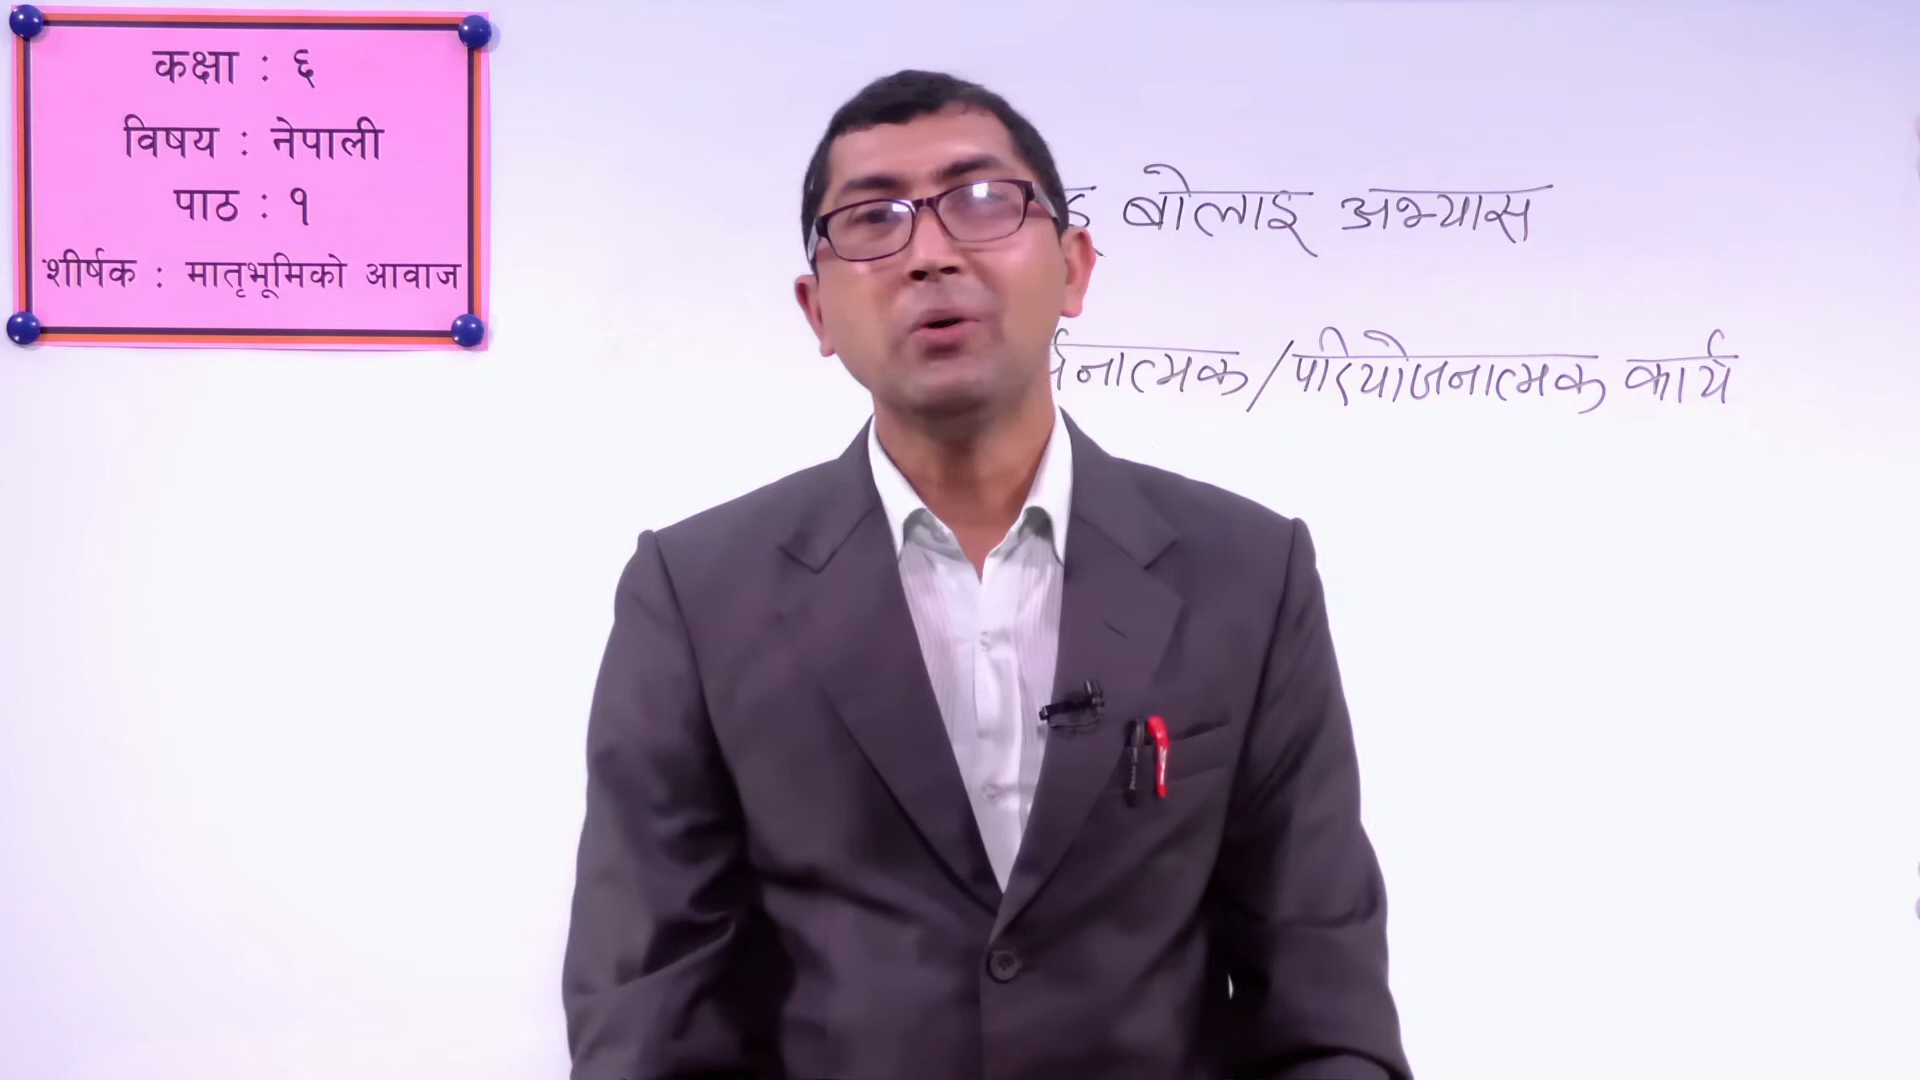 कक्षा : ६
विषय : नेपाली
पाठ : १
शीर्षक : मातृभूमिको आवाज
बोलाइ अभ्यास
परियोजनात्मक कार्य